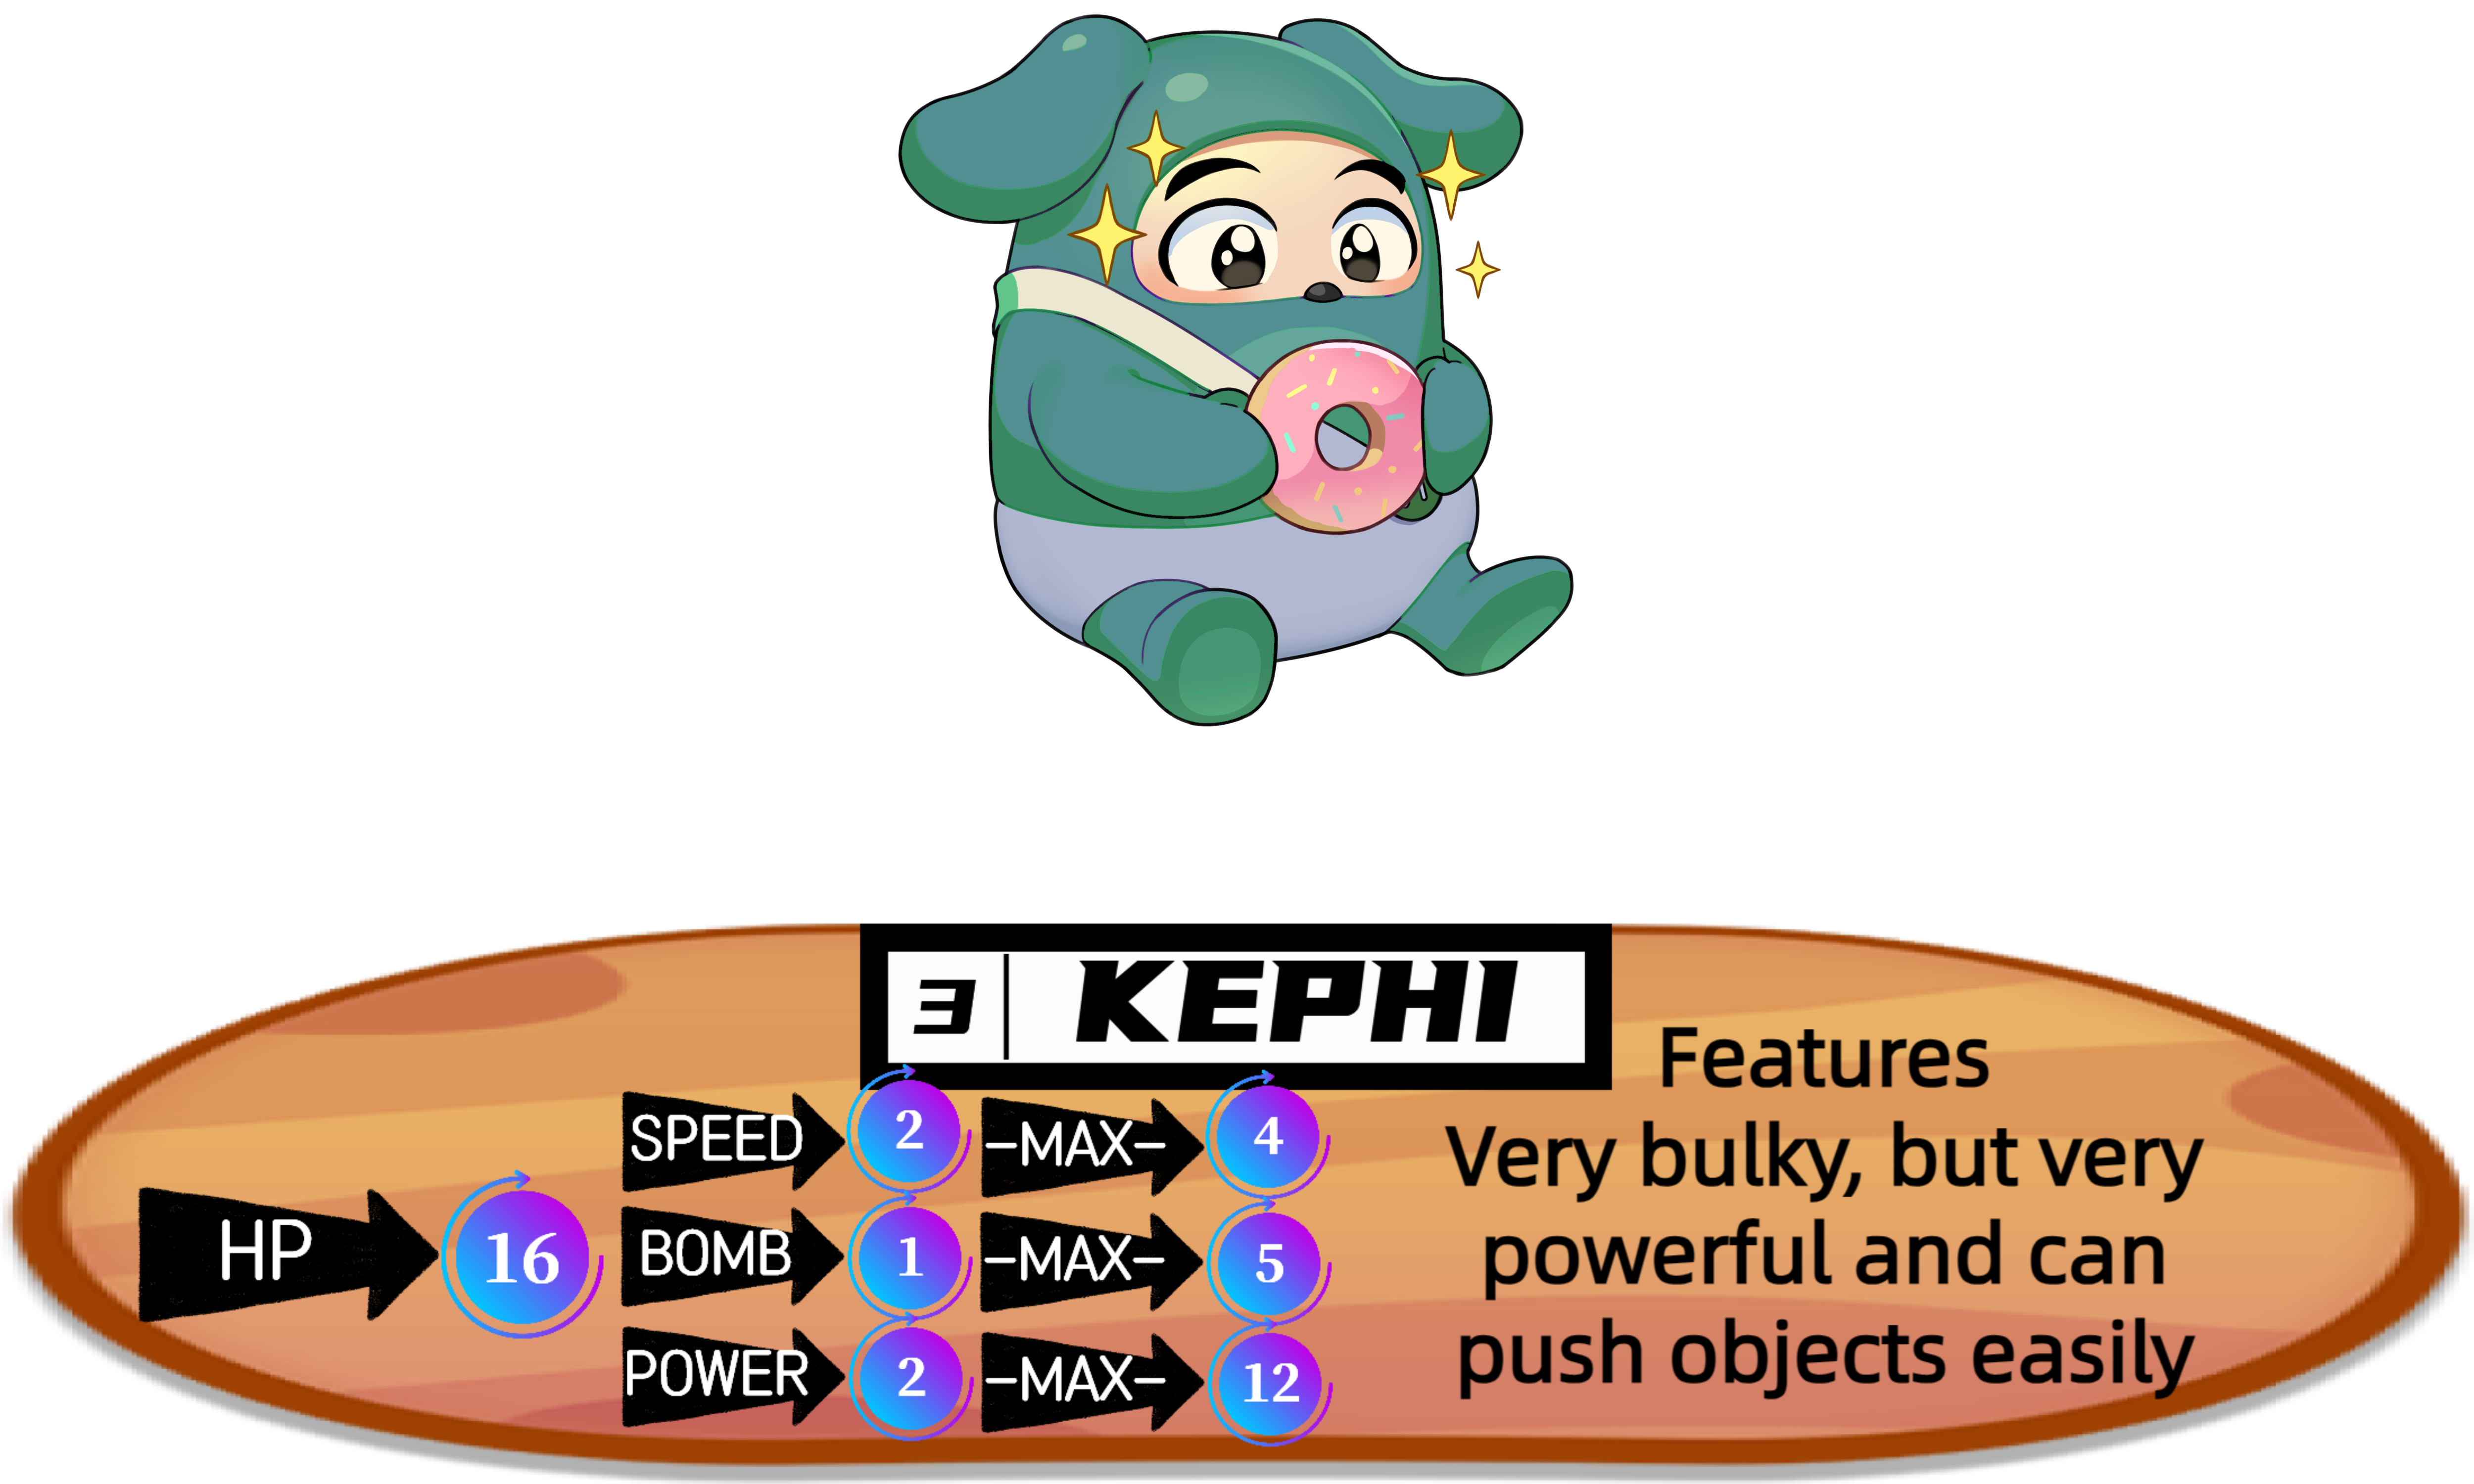 3 KEPHI
HP 16
SPEED 2 -MAX- 4
BOMB 1 -MAX- 5
POWER 2 -MAX- 12
Features
Very bulky, but very
powerful and can
push objects easily